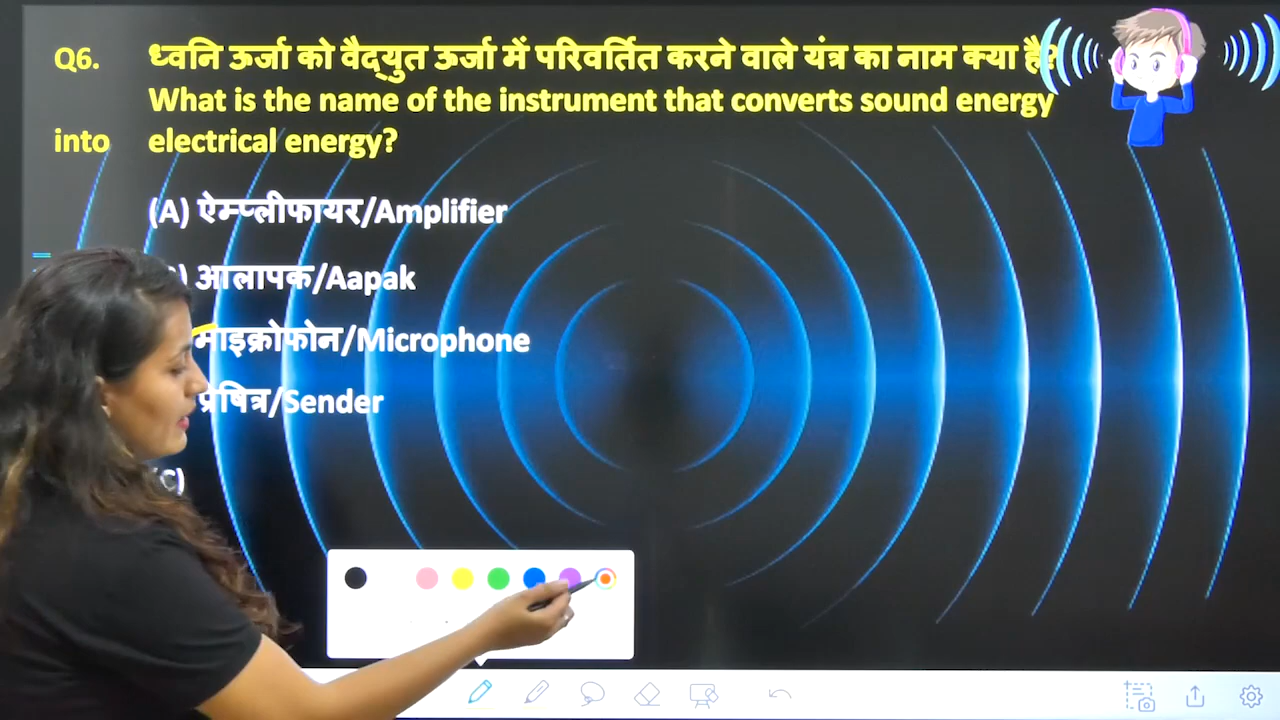 Q6. ध्वनि ऊर्जा को वैद्युत ऊर्जा में परिवर्तित करने वाले यंत्र का नाम क्या है?
What is the name of the instrument that converts sound energy
into electrical energy?
(A) ऐम्प्लीफायर/Amplifier
आलापक/Aapak
माइक्रोफोन/Microphone
प्रेषित्र/Sender
(C)